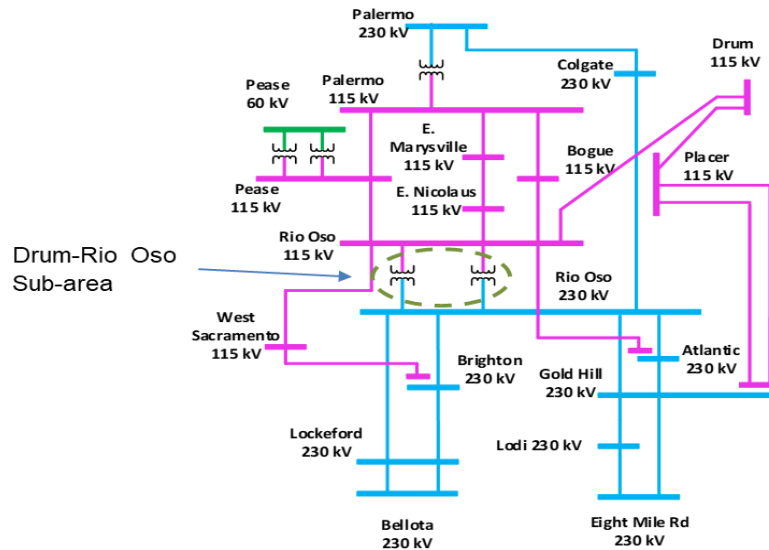 Palermo
230 kV
Drum
115 kV
Colgate
230 kV
Pease
60 kV
Palermo
115 kV
E.
Marysville
115 kV
Bogue
115 kV
Placer
115 kV
Pease
115 kV
E. Nicolaus
115 kV
Rio Oso
115 kV
Drum-Rio Oso
Sub-area
Rio Oso
230 kV
West
Sacramento
115 kV
Brighton
230 kV
Atlantic
230 kV
Gold Hill
230 kV
Lockeford
230 kV
Lodi 230 kV
Bellota
230 kV
Eight Mile Rd
230 kV